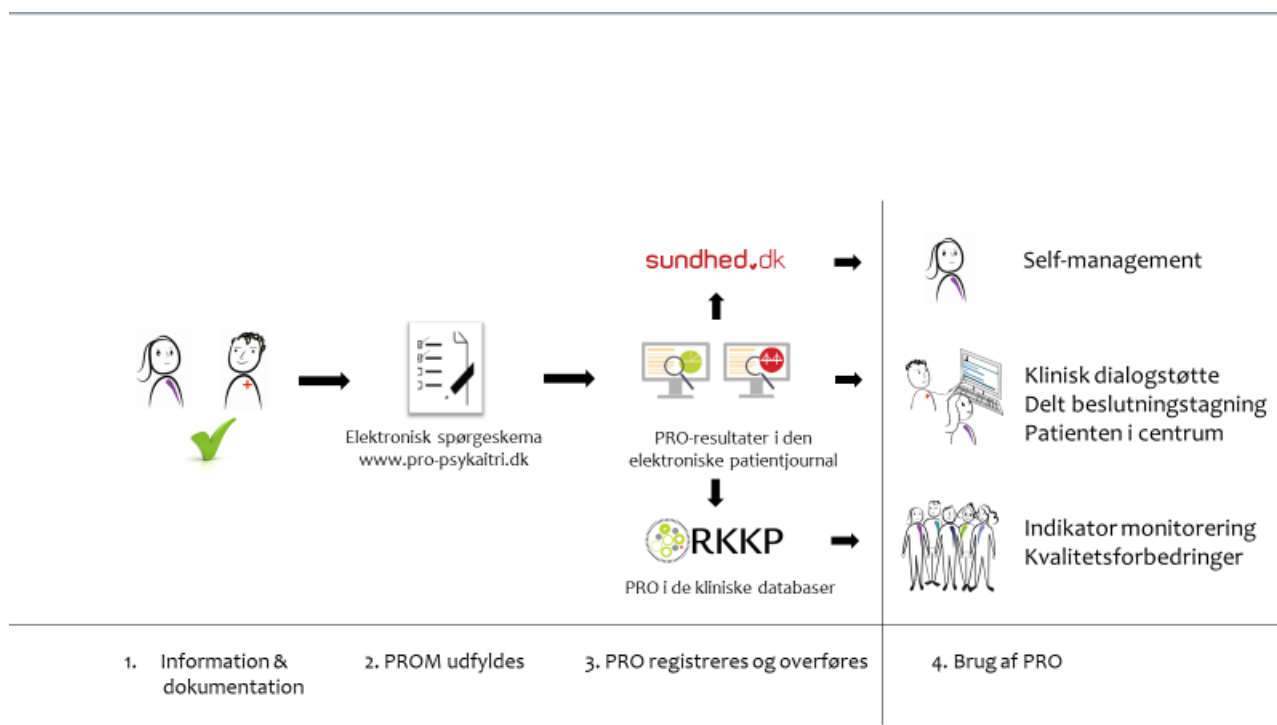 sundhed.dk
Self-management
Elektronisk spørgeskema
www.pro-psykaitri.dk
PRO-resultater i den
elektroniske patientjournal
Klinisk dialogstøtte
Delt beslutningstagning
Patienten i centrum
RKKP
PRO i de kliniske databaser
Indikator monitorering
Kvalitetsforbedringer
1. Information &
dokumentation
2. PROM udfyldes
3. PRO registreres og overføres
4. Brug af PRO